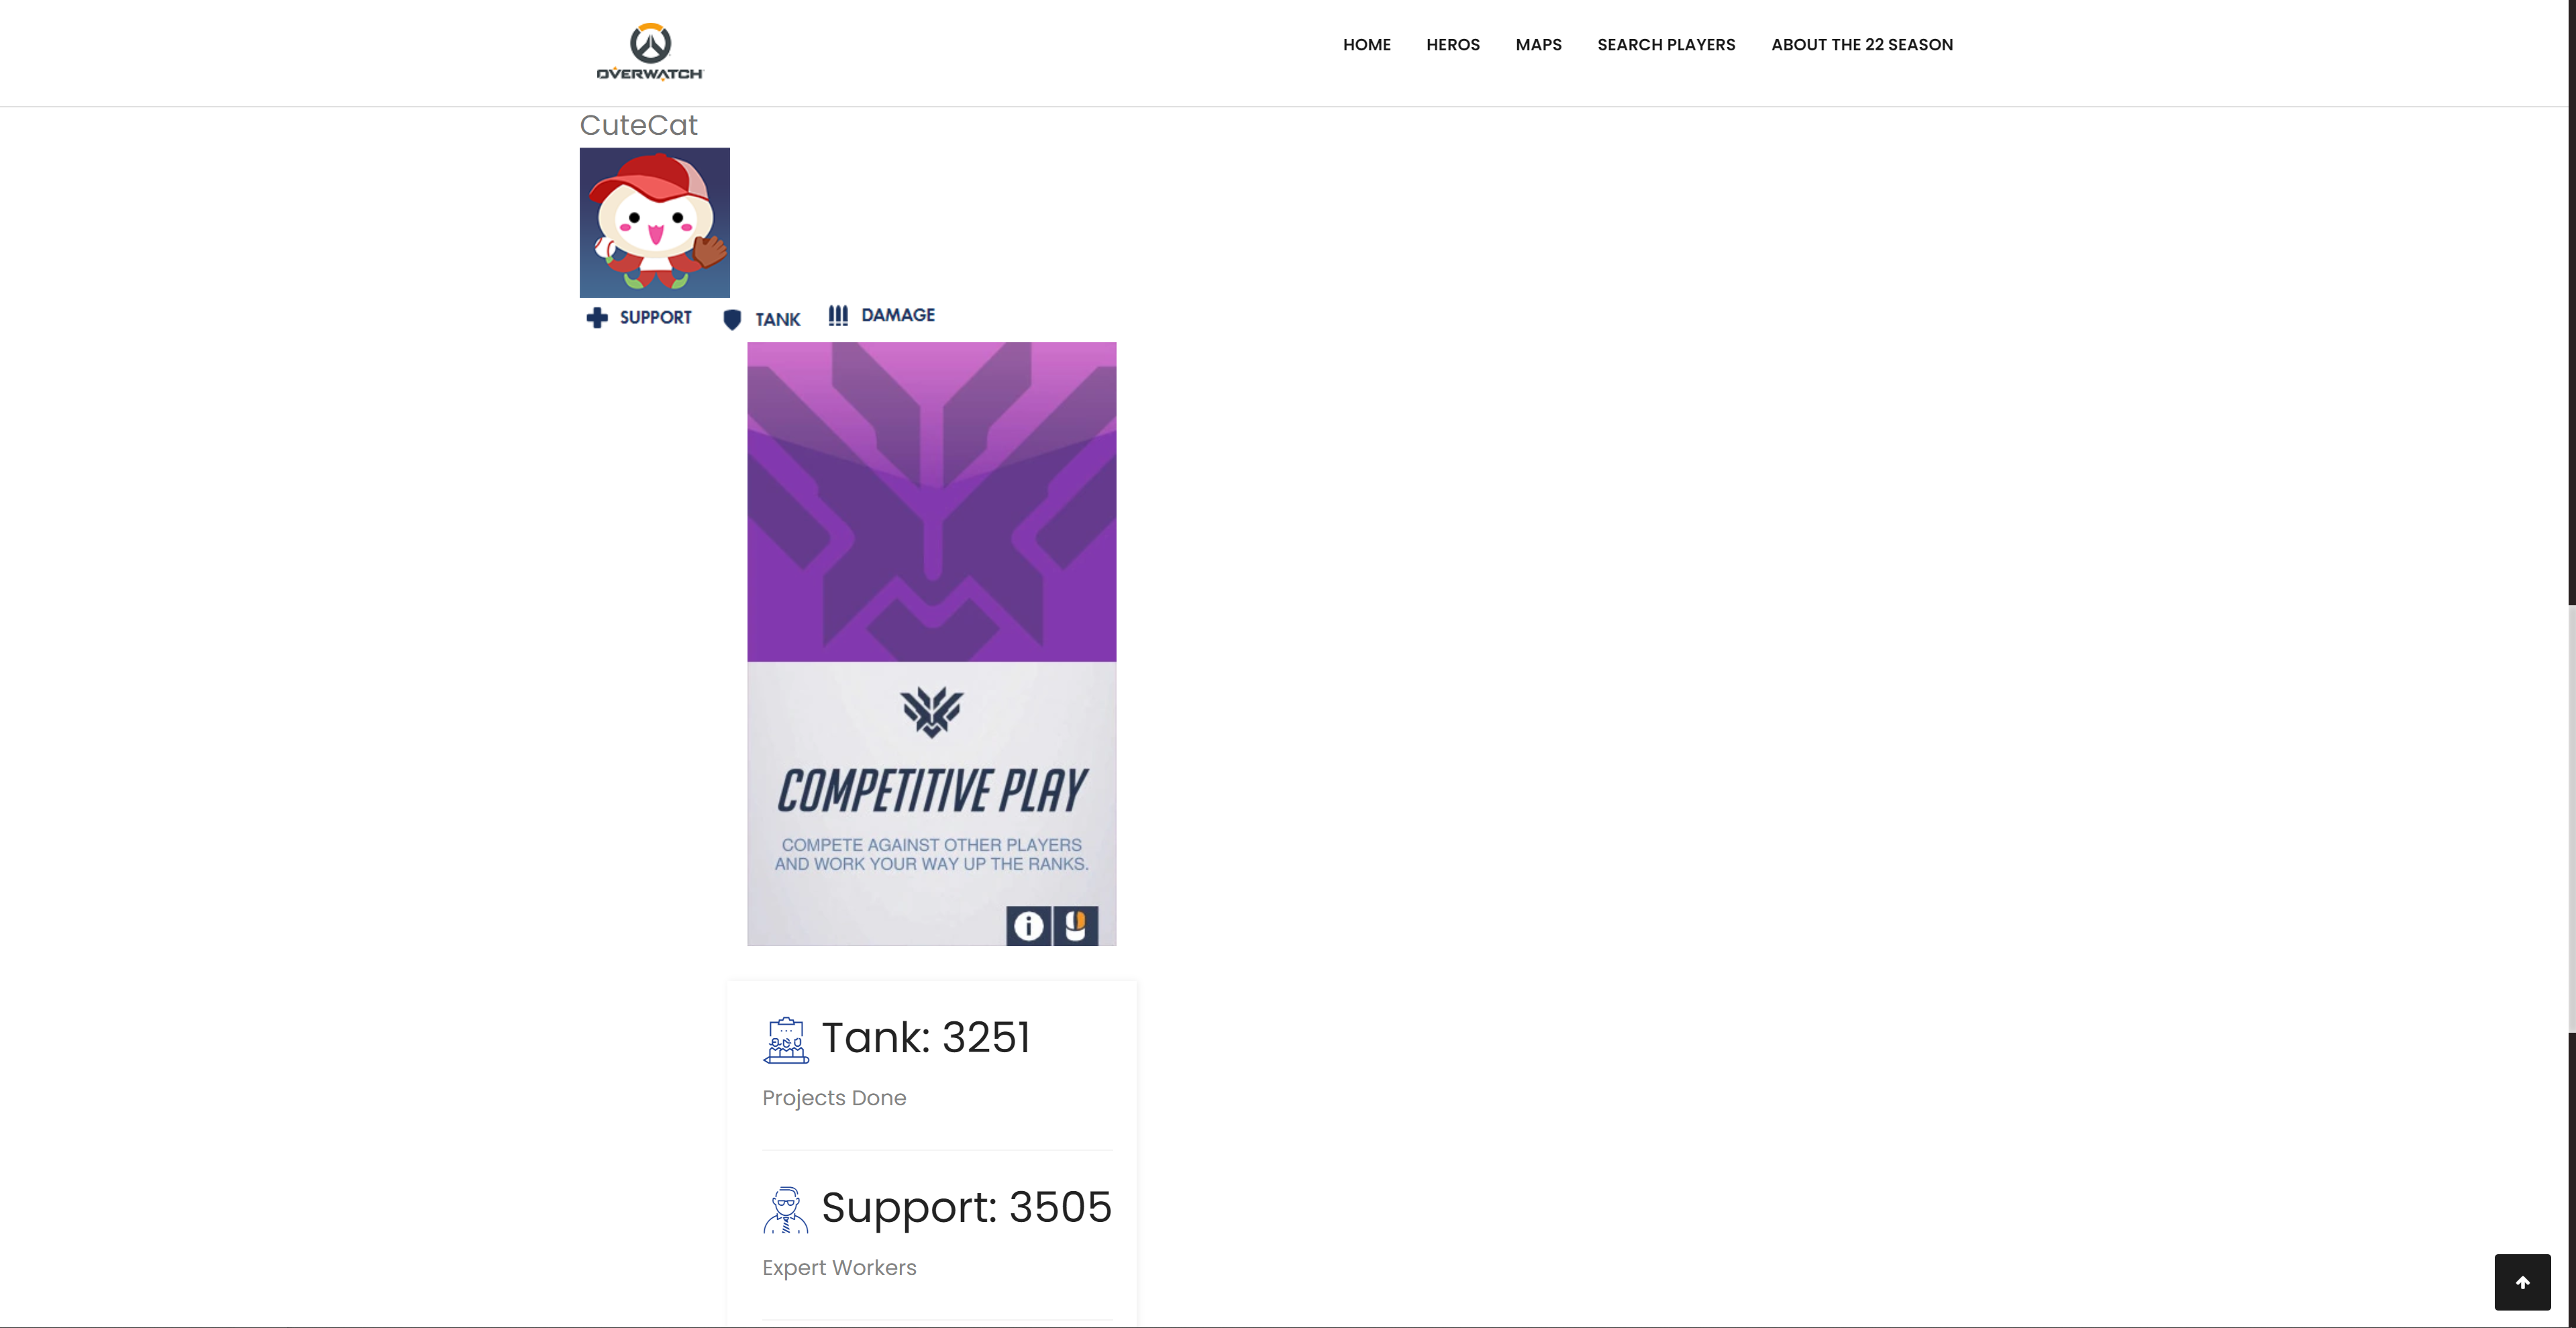 OVERWATCH
HOME HEROS MAPS SEARCH PLAYERS ABOUT THE 22 SEASON
CuteCat
SUPPORT TANK DAMAGE
COMPETITIVE PLAY
COMPETE AGAINST OTHER PLAYERS
AND WORK YOUR WAY UP THE RANKS.
Tank: 3251
Projects Done
Support: 3505
Expert Workers